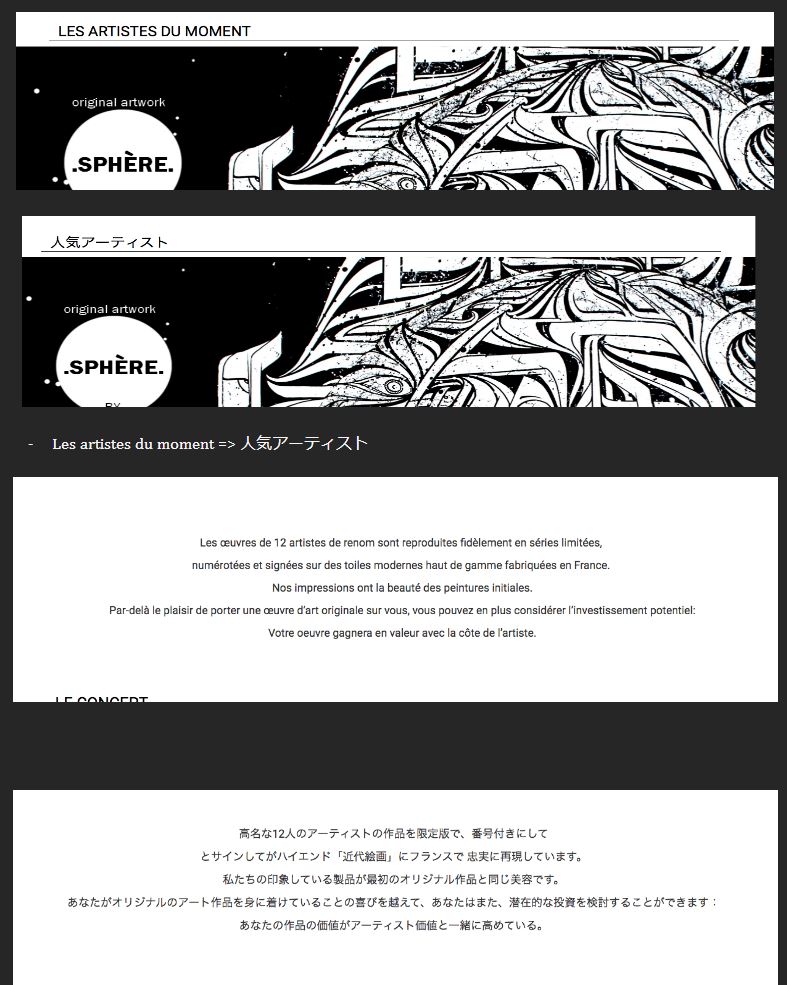 LES ARTISTES DU MOMENT
original artwork
.SPHÈRE.
人気アーティスト
original artwork
.SPHÈRE.
BY
- Les artistes du moment => 人気アーティスト
Les œuvres de 12 artistes de renom sont reproduites fidèlement en séries limitées,
numérotées et signées sur des toiles modernes haut de gamme fabriquées en France.
Nos impressions ont la beauté des peintures initiales.
Par-delà le plaisir de porter une œuvre d'art originale sur vous, vous pouvez en plus considérer l'investissement potentiel:
Votre oeuvre gagnera en valeur avec la côte de l'artiste.
LE CONCEPT
高名な12人のアーティストの作品を限定版で、番号付きにして
とサインしてがハイエンド「近代絵画」にフランスで 忠実に再現しています。
私たちの印象している製品が最初のオリジナル作品と同じ美容です。
あなたがオリジナルのアート作品を身に着けていることの喜びを越えて、あなたはまた、潜在的な投資を検討することができます：
あなたの作品の価値がアーティスト価値と一緒に高めている。